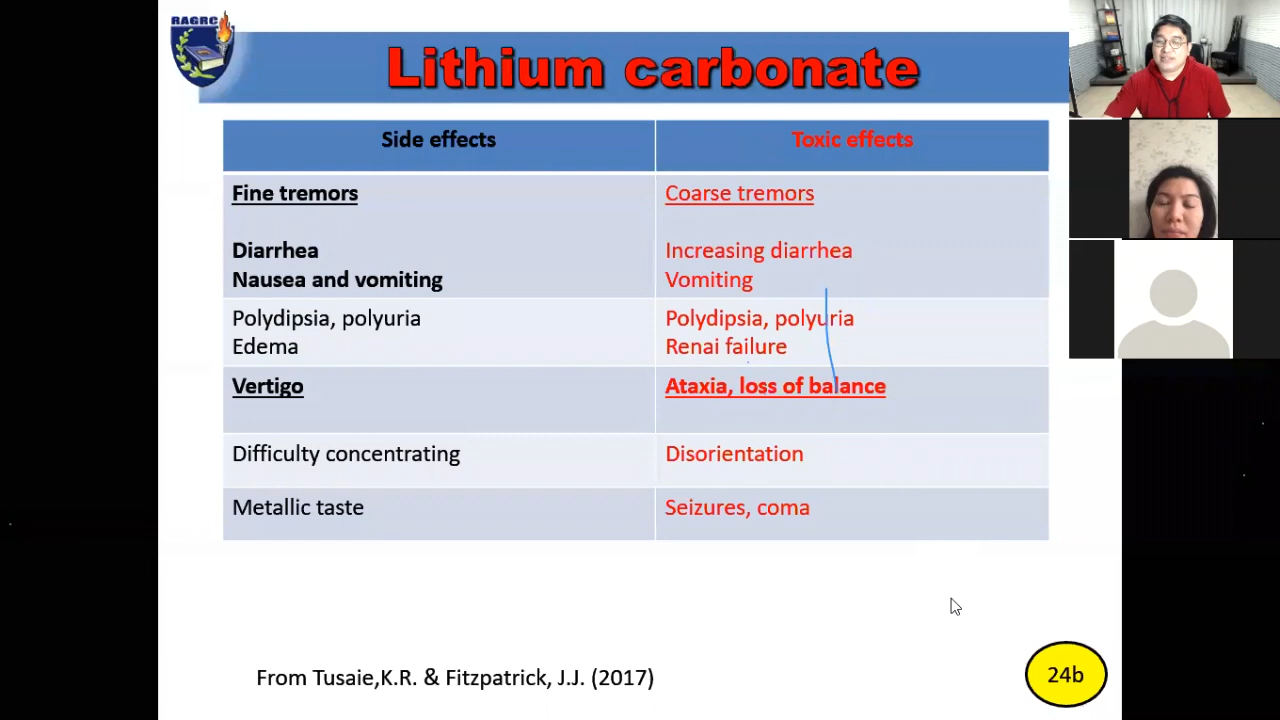 RAGRC
Lithium carbonate
Side effects
Toxic effects
Fine tremors
Coarse tremors
Diarrhea
Increasing diarrhea
Nausea and vomiting
Vomiting
Polydipsia, polyuria
Polydipsia, polyuria
Edema
Renai failure
Vertigo
Ataxia, loss of balance
Difficulty concentrating
Disorientation
Metallic taste
Seizures, coma
From Tusaie,K.R. & Fitzpatrick, J.J. (2017)
24b